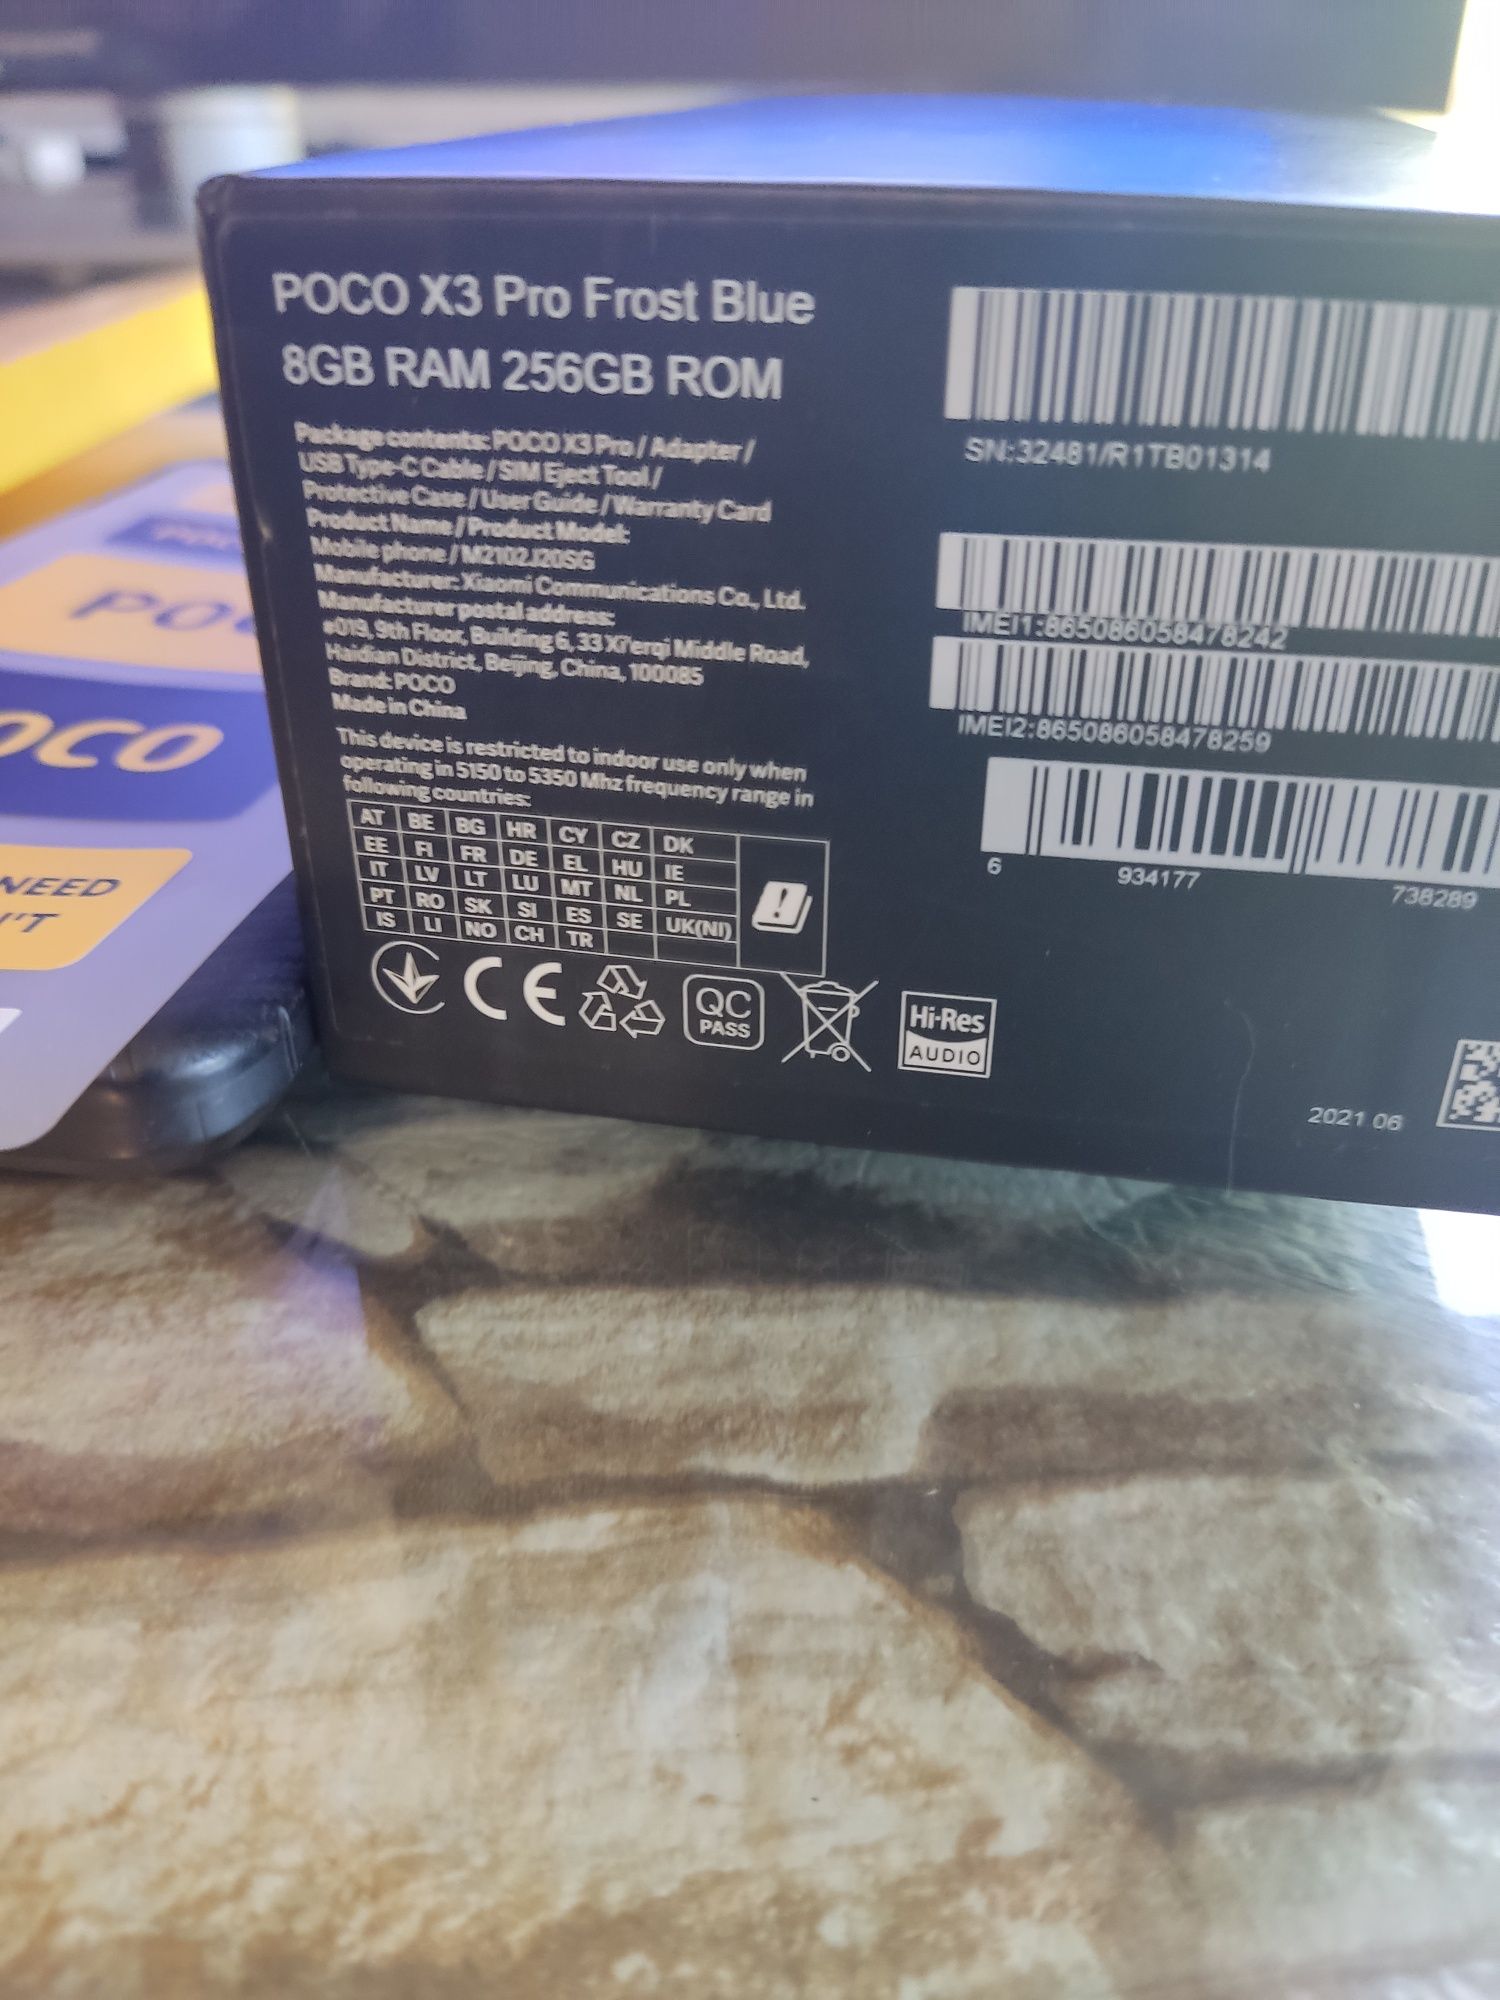 POCO X3 Pro Frost Blue
8GB RAM 256GB ROM
Package contents: POCO X3 Pro / Adapter /
USB Type-C Cable / SIM Eject Tool /
Protective Case / User Guide / Warranty Card
Product Name / Product Model:
Mobile phone / M2102J20SG
Manufacturer: Xiaomi Communications Co., Ltd.
Manufacturer postal address:
#019, 9th Floor, Building 6, 33 Xi'erqi Middle Road,
Haidian District, Beijing, China, 100085
Brand: POCO
Made in China
This device is restricted to indoor use only when
operating in 5150 to 5350 Mhz frequency range in
following countries:
AT BE BG HR CY CZ DK
EE FI FR DE EL HU IE
IT LV LT LU MT NL PL
PT RO SK SI ES SE UK(NI)
IS LI NO CH TR
CE
QC
PASS
Hi-Res
AUDIO
SN:32481/R1TB01314
IMEI1:865086058478242
IMEI2:865086058478259
6 934177 738289
2021 06
POCO
OCO
NEED
N'T